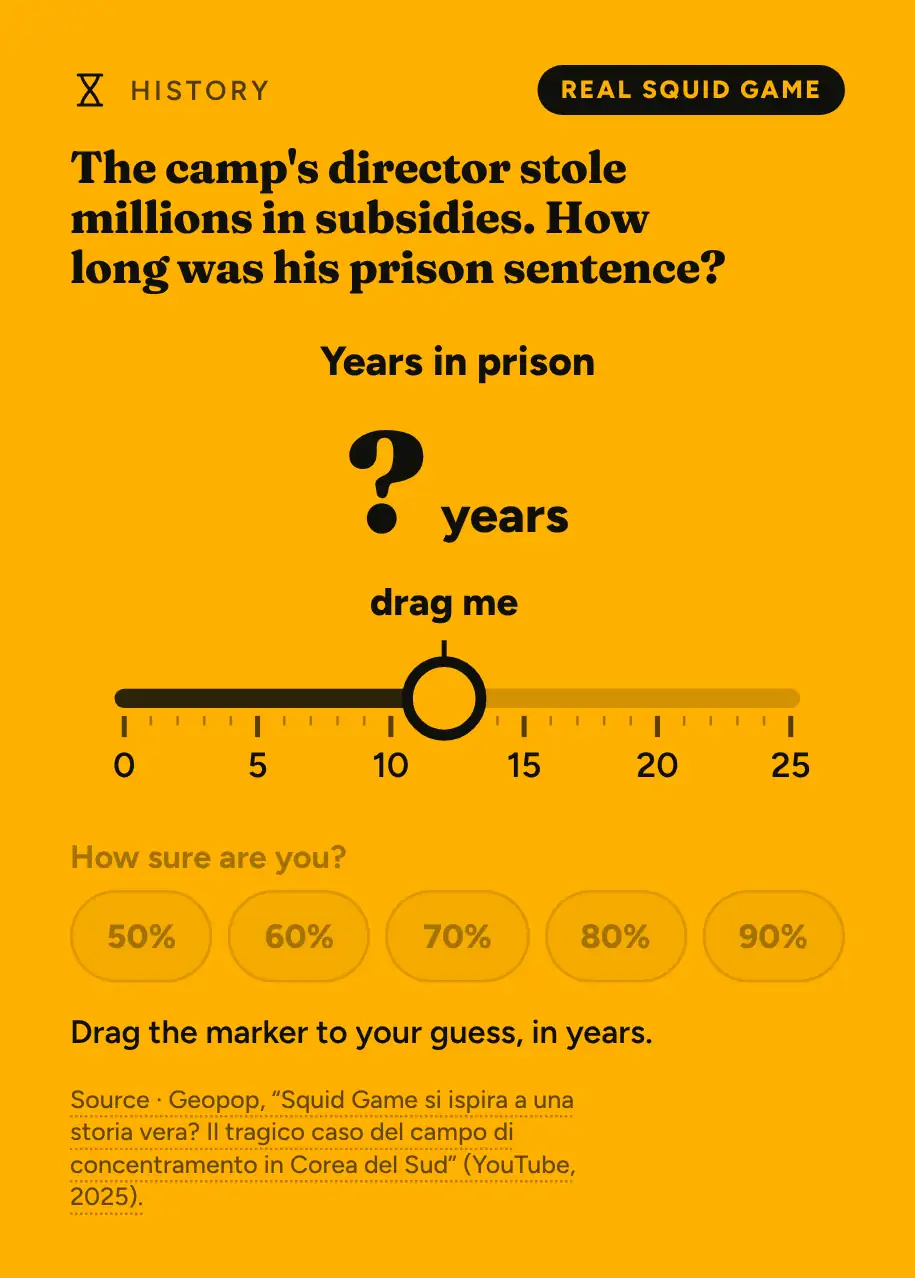 HISTORY
REAL SQUID GAME
The camp's director stole
millions in subsidies. How
long was his prison sentence?
Years in prison
? years
drag me
0 5 10 15 20 25
How sure are you?
50% 60% 70% 80% 90%
Drag the marker to your guess, in years.
Source · Geopop, “Squid Game si ispira a una
storia vera? Il tragico caso del campo di
concentramento in Corea del Sud” (YouTube,
2025).